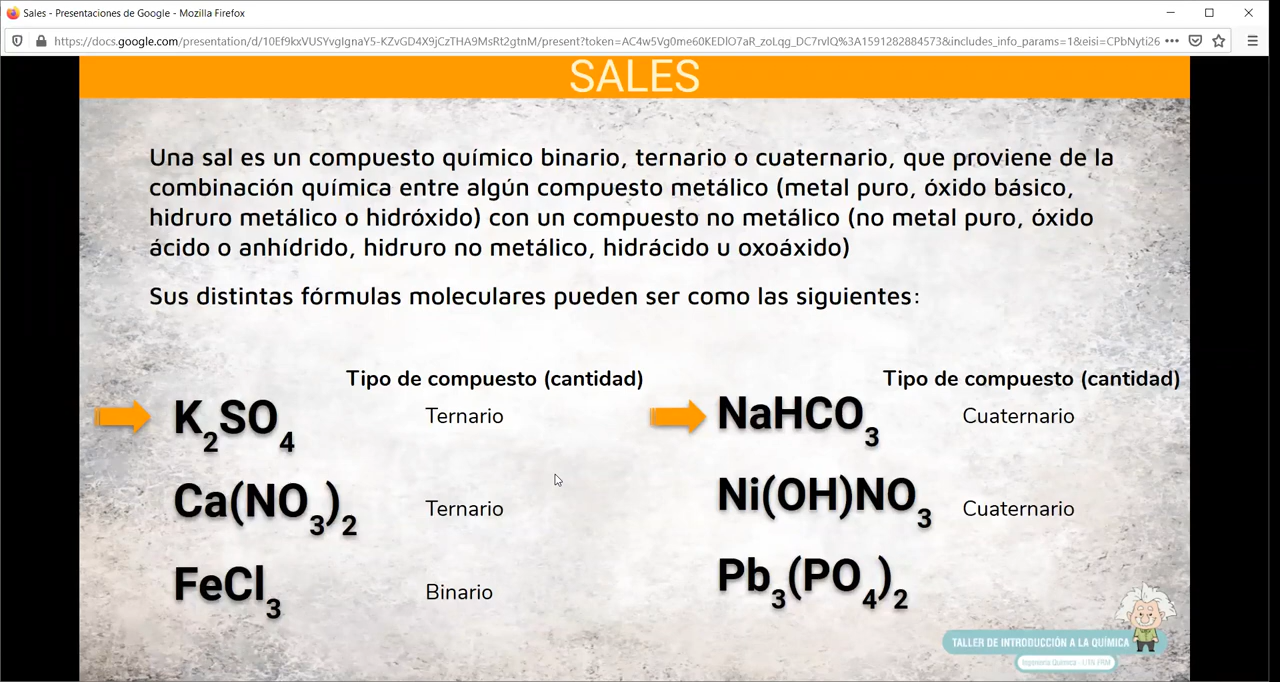 Sales - Presentaciones de Google - Mozilla Firefox
https://docs.google.com/presentation/d/10Ef9kxVUSYvgIgnaY5-KZvGD4X9jCzTHA9MsRt2gtnM/present?token=AC4w5Vg0me60KEDlO7aR_zoLqg_DC7rvlQ%3A1591282884573&includes_info_params=1&eisi=CPbNyti26
SALES
Una sal es un compuesto químico binario, ternario o cuaternario, que proviene de la
combinación química entre algún compuesto metálico (metal puro, óxido básico,
hidruro metálico o hidróxido) con un compuesto no metálico (no metal puro, óxido
ácido o anhídrido, hidruro no metálico, hidrácido u oxoáxido)
Sus distintas fórmulas moleculares pueden ser como las siguientes:
Tipo de compuesto (cantidad)
K₂SO₄ Ternario
Ca(NO₃)₂ Ternario
FeCl₃ Binario
Tipo de compuesto (cantidad)
NaHCO₃ Cuaternario
Ni(OH)NO₃ Cuaternario
Pb₃(PO₄)₂
TALLER DE INTRODUCCIÓN A LA QUÍMICA
Ingeniería Química - UTN FRM